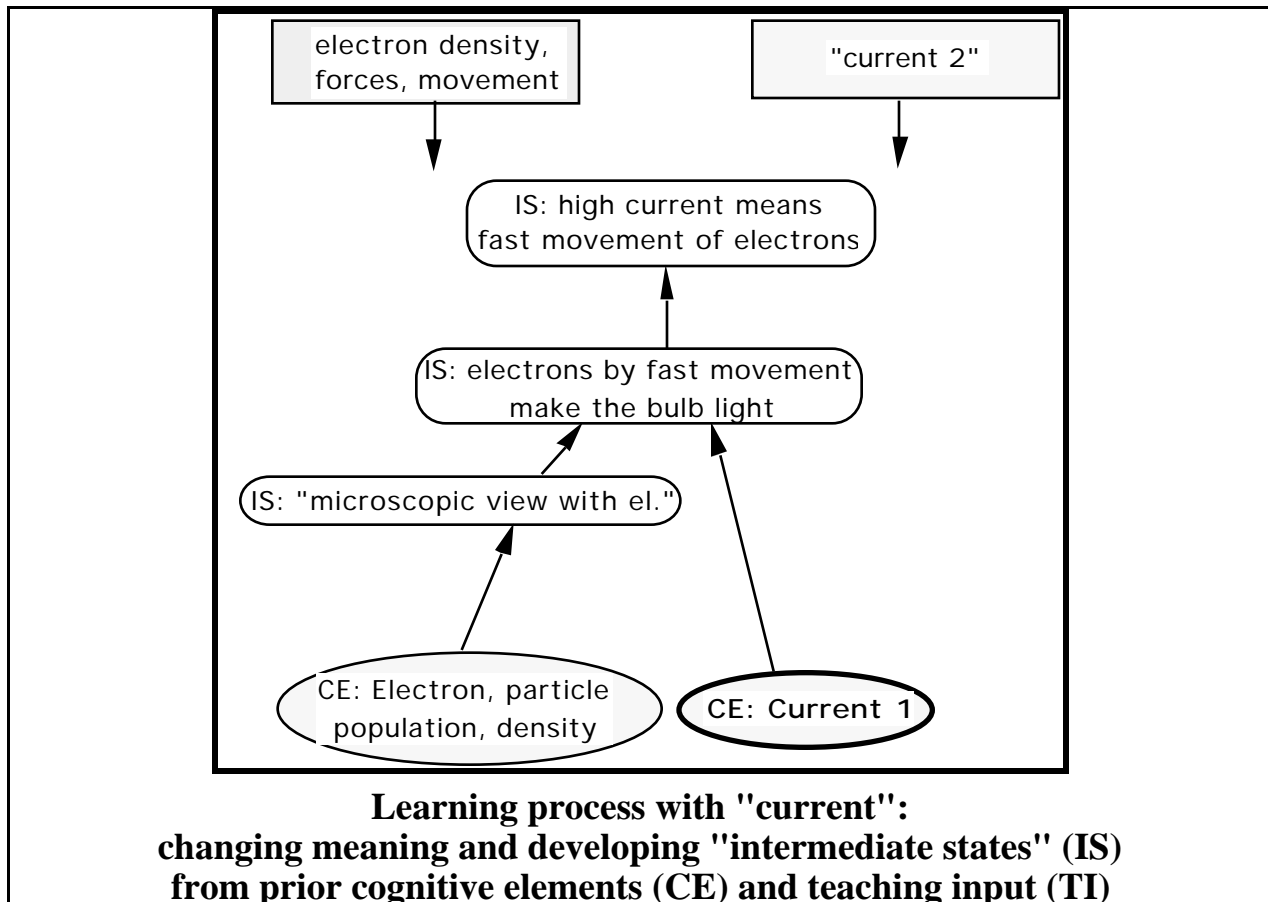 electron density,
forces, movement
"current 2"
IS: high current means
fast movement of electrons
IS: electrons by fast movement
make the bulb light
IS: "microscopic view with el."
CE: Electron, particle
population, density
CE: Current 1
Learning process with "current":
changing meaning and developing "intermediate states" (IS)
from prior cognitive elements (CE) and teaching input (TI)